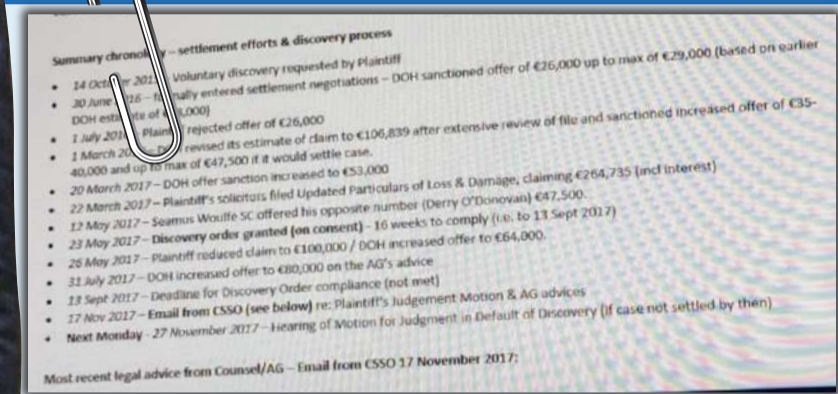 Summary chronology – settlement efforts & discovery process
• 14 October 201 Voluntary discovery requested by Plaintiff
• 30 June 16 – entered settlement negotiations – DOH sanctioned offer of €26,000 up to max of €29,000 (based on earlier
DOH estimate of ,000)
• 1 July 201 Plain rejected offer of €26,000
• 1 March 20 revised its estimate of claim to €106,839 after extensive review of file and sanctioned increased offer of €35-
40,000 and up to max of €47,500 if it would settle case.
• 20 March 2017 – DOH offer sanction increased to €53,000
• 22 March 2017 – Plaintiff's solicitors filed Updated Particulars of Loss & Damage, claiming €264,735 (incl interest)
• 12 May 2017 – Seamus Woulfe SC offered his opposite number (Derry O'Donovan) €47,500.
• 23 May 2017 – Discovery order granted (on consent) - 16 weeks to comply (i.e. to 13 Sept 2017)
• 26 May 2017 – Plaintiff reduced claim to €100,000 / DOH increased offer to €64,000.
• 31 July 2017 – DOH increased offer to €80,000 on the AG's advice
• 13 Sept 2017 – Deadline for Discovery Order compliance (not met)
• 17 Nov 2017 – Email from CSSO (see below) re: Plaintiff's Judgement Motion & AG advices
• Next Monday - 27 November 2017 – Hearing of Motion for Judgment in Default of Discovery (if case not settled by then)
Most recent legal advice from Counsel/AG – Email from CSSO 17 November 2017: